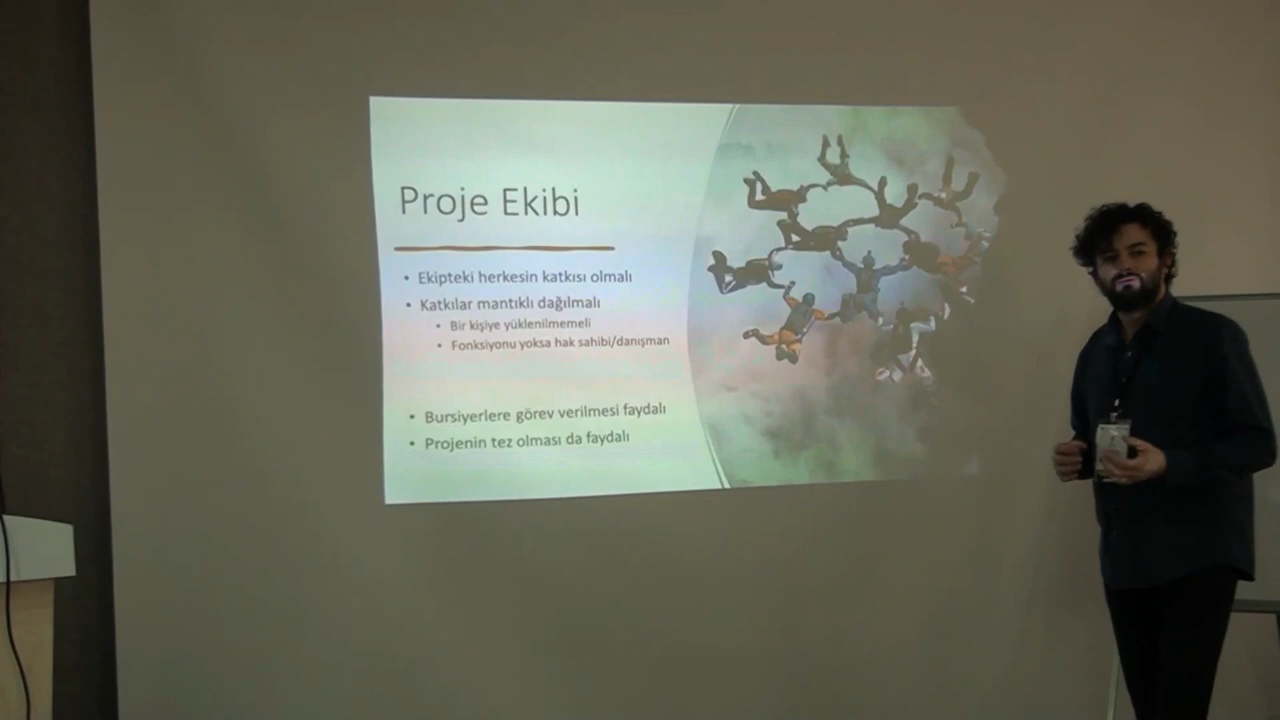 Proje Ekibi
• Ekipteki herkesin katkısı olmalı
• Katkılar mantıklı dağılmalı
• Bir kişiye yüklenilmemeli
• Fonksiyonu yoksa hak sahibi/danışman
• Bursiyerlere görev verilmesi faydalı
• Projenin tez olması da faydalı